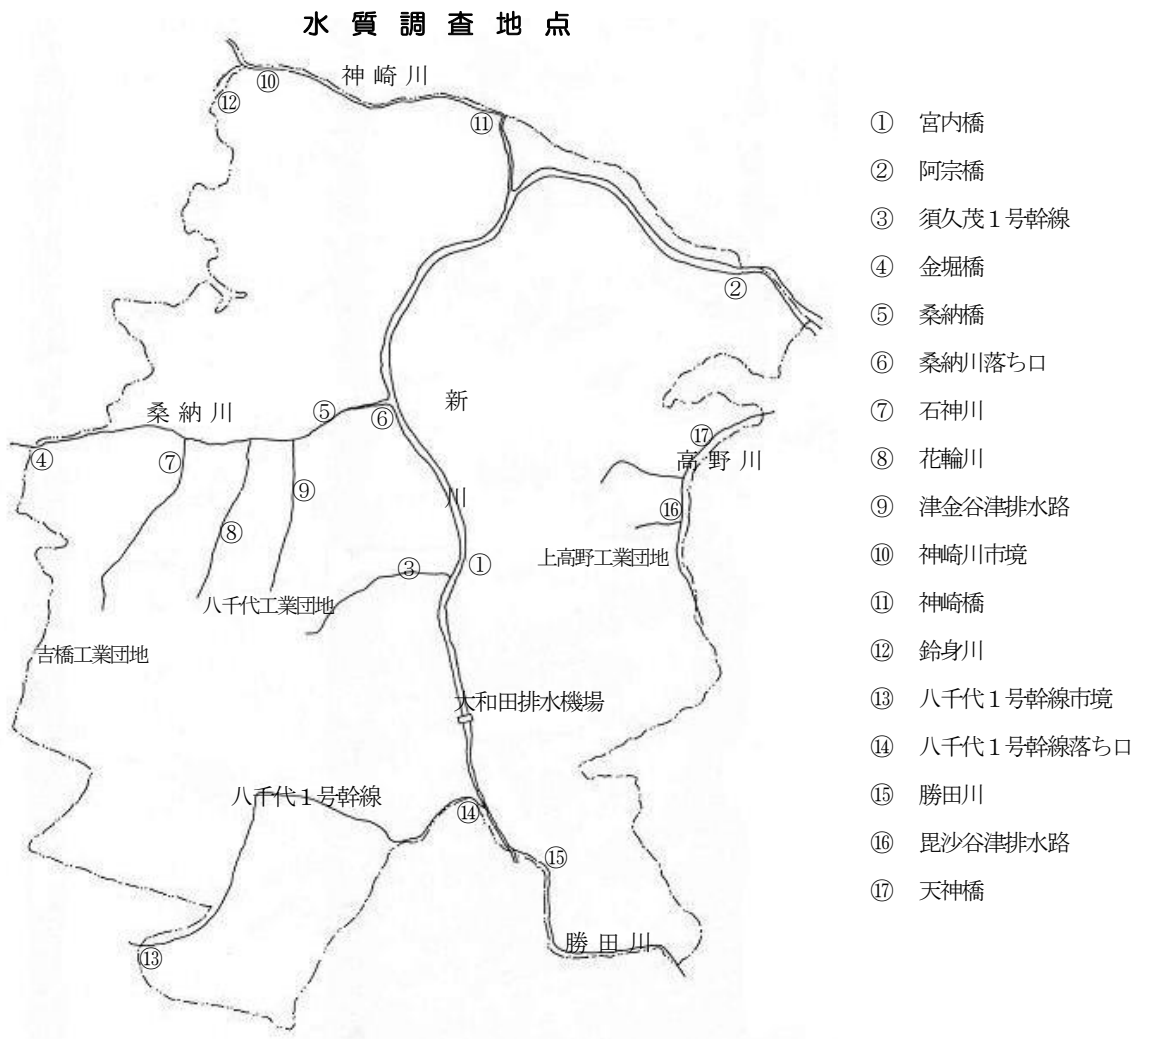 水質調査地点
神崎川
⑩
⑫
⑪
②
新川
桑納川
⑤
⑥
④
⑦
⑰
高野川
⑨
⑯
⑧
上高野工業団地
①
③
八千代工業団地
吉橋工業団地
大和田排水機場
八千代１号幹線
⑭
⑮
勝田川
⑬
① 宮内橋
② 阿宗橋
③ 須久茂１号幹線
④ 金堀橋
⑤ 桑納橋
⑥ 桑納川落ち口
⑦ 石神川
⑧ 花輪川
⑨ 津金谷津排水路
⑩ 神崎川市境
⑪ 神崎橋
⑫ 鈴身川
⑬ 八千代１号幹線市境
⑭ 八千代１号幹線落ち口
⑮ 勝田川
⑯ 毘沙谷津排水路
⑰ 天神橋